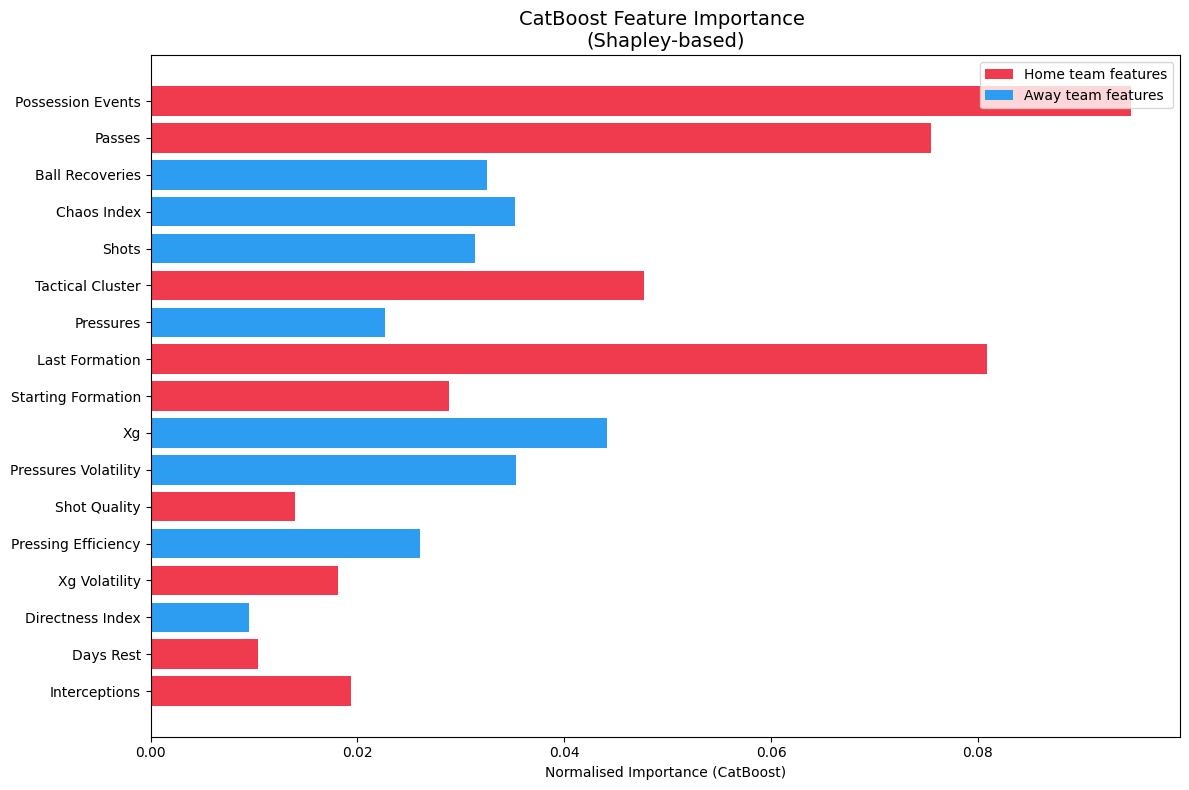 CatBoost Feature Importance
(Shapley-based)
Home team features
Away team features
Possession Events
Passes
Ball Recoveries
Chaos Index
Shots
Tactical Cluster
Pressures
Last Formation
Starting Formation
Xg
Pressures Volatility
Shot Quality
Pressing Efficiency
Xg Volatility
Directness Index
Days Rest
Interceptions
0.00 0.02 0.04 0.06 0.08
Normalised Importance (CatBoost)